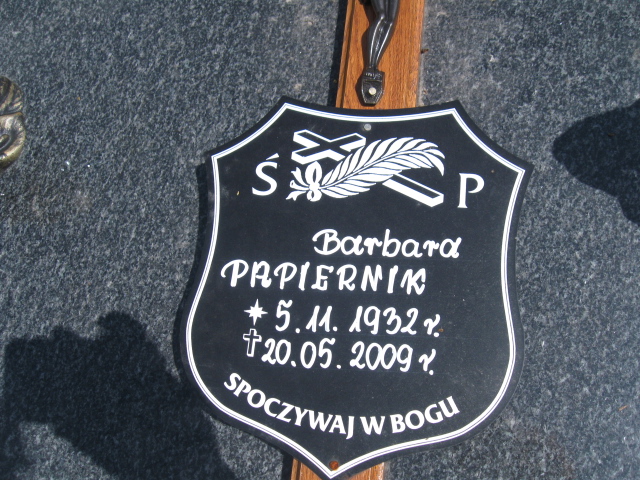 Ś P
Barbara
PAPIERNIK
5.11.1932 r.
20.05.2009 r.
SPOCZYWAJ W BOGU